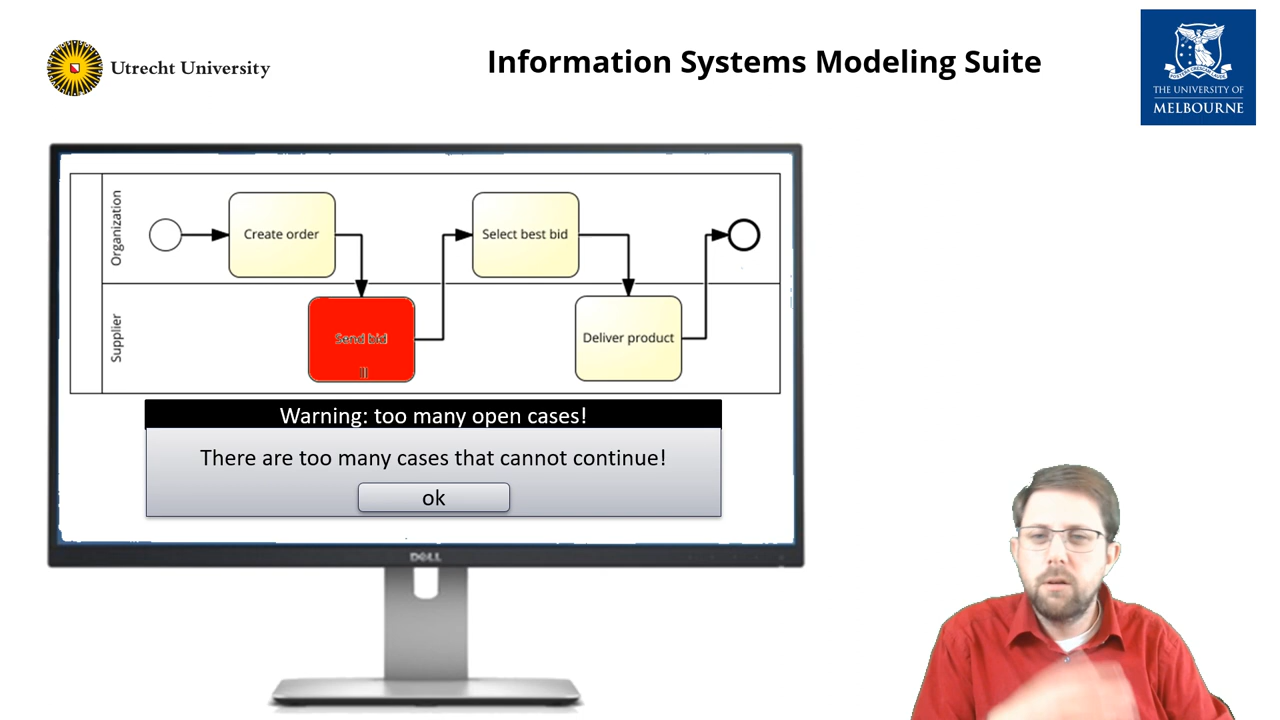 Utrecht University
Information Systems Modeling Suite
THE UNIVERSITY OF
MELBOURNE
Organization
Create order
Select best bid
Supplier
Send bid
Deliver product
Warning: too many open cases!
There are too many cases that cannot continue!
ok
DELL